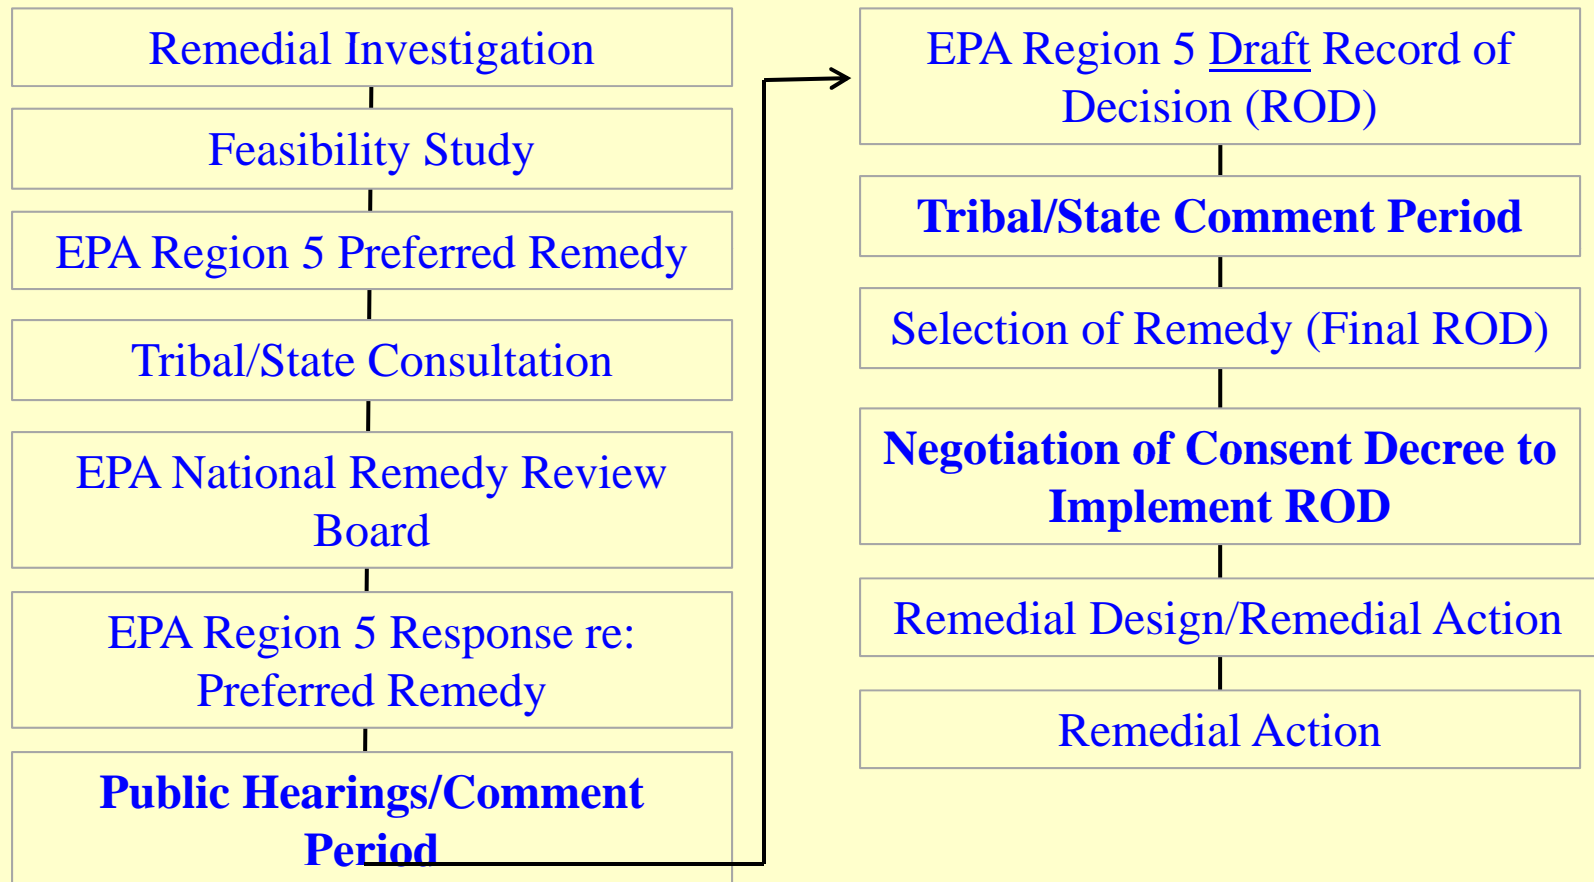 Remedial Investigation
Feasibility Study
EPA Region 5 Preferred Remedy
Tribal/State Consultation
EPA National Remedy Review
Board
EPA Region 5 Response re:
Preferred Remedy
Public Hearings/Comment
Period
EPA Region 5 Draft Record of
Decision (ROD)
Tribal/State Comment Period
Selection of Remedy (Final ROD)
Negotiation of Consent Decree to
Implement ROD
Remedial Design/Remedial Action
Remedial Action